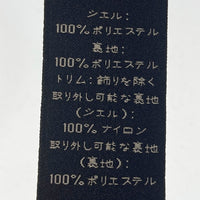 シエル:
100% ポリエステル
裏地:
100% ポリエステル
トリム: 飾りを除く
取り外し可能な裏地
(シエル):
100% ナイロン
取り外し可能な裏地
(裏地):
100% ポリエステル